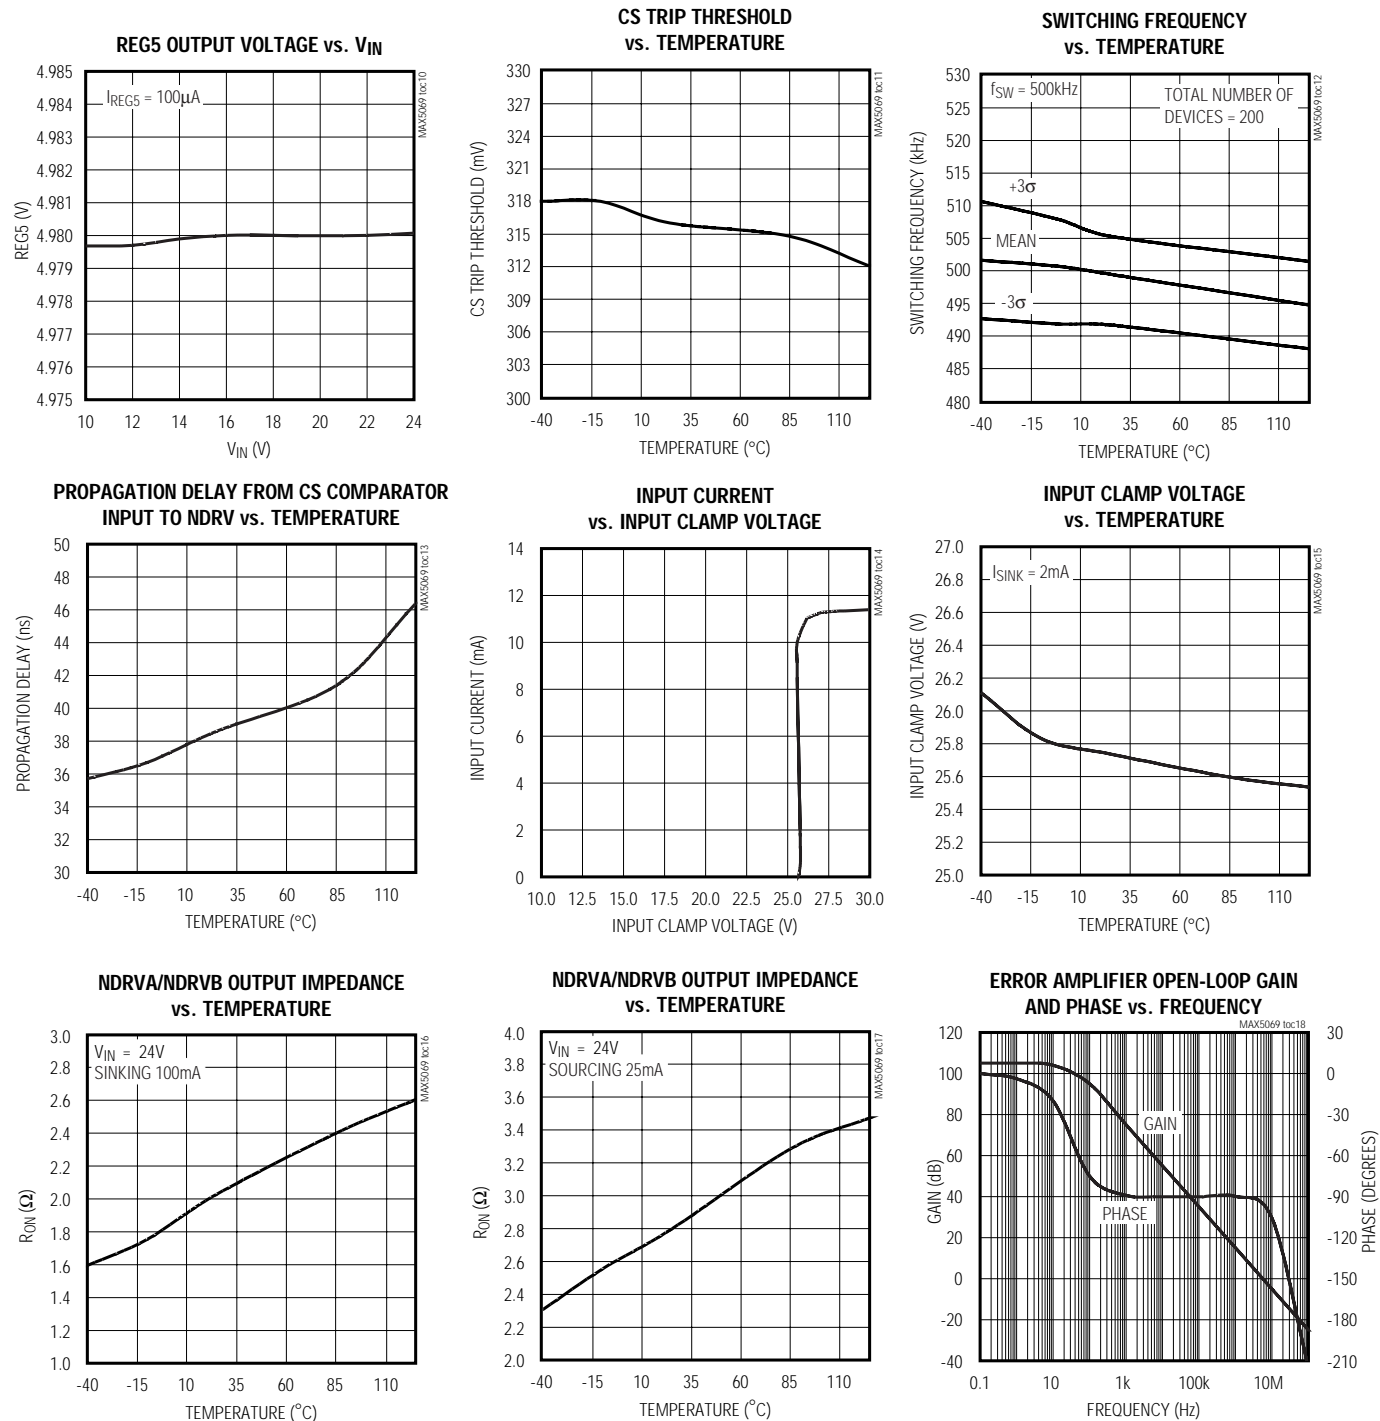 REG5 OUTPUT VOLTAGE vs. VIN
MAX5069 toc10
IREG5 = 100μA
REG5 (V)
4.985
4.984
4.983
4.982
4.981
4.980
4.979
4.978
4.977
4.976
4.975
10 12 14 16 18 20 22 24
VIN (V)
CS TRIP THRESHOLD
vs. TEMPERATURE
MAX5069 toc11
CS TRIP THRESHOLD (mV)
330
327
324
321
318
315
312
309
306
303
300
-40 -15 10 35 60 85 110
TEMPERATURE (°C)
SWITCHING FREQUENCY
vs. TEMPERATURE
MAX5069 toc12
fSW = 500kHz
TOTAL NUMBER OF
DEVICES = 200
SWITCHING FREQUENCY (kHz)
530
525
520
515
510
505
500
495
490
485
480
+3σ
MEAN
-3σ
-40 -15 10 35 60 85 110
TEMPERATURE (°C)
PROPAGATION DELAY FROM CS COMPARATOR
INPUT TO NDRV vs. TEMPERATURE
MAX5069 toc13
PROPAGATION DELAY (ns)
50
48
46
44
42
40
38
36
34
32
30
-40 -15 10 35 60 85 110
TEMPERATURE (°C)
INPUT CURRENT
vs. INPUT CLAMP VOLTAGE
MAX5069 toc14
INPUT CURRENT (mA)
14
12
10
8
6
4
2
0
10.0 12.5 15.0 17.5 20.0 22.5 25.0 27.5 30.0
INPUT CLAMP VOLTAGE (V)
INPUT CLAMP VOLTAGE
vs. TEMPERATURE
MAX5069 toc15
ISINK = 2mA
INPUT CLAMP VOLTAGE (V)
27.0
26.8
26.6
26.4
26.2
26.0
25.8
25.6
25.4
25.2
25.0
-40 -15 10 35 60 85 110
TEMPERATURE (°C)
NDRVA/NDRVB OUTPUT IMPEDANCE
vs. TEMPERATURE
MAX5069 toc16
VIN = 24V
SINKING 100mA
RON (Ω)
3.0
2.8
2.6
2.4
2.2
2.0
1.8
1.6
1.4
1.2
1.0
-40 -15 10 35 60 85 110
TEMPERATURE (°C)
NDRVA/NDRVB OUTPUT IMPEDANCE
vs. TEMPERATURE
MAX5069 toc17
VIN = 24V
SOURCING 25mA
RON (Ω)
4.0
3.8
3.6
3.4
3.2
3.0
2.8
2.6
2.4
2.2
2.0
-40 -15 10 35 60 85 110
TEMPERATURE (°C)
ERROR AMPLIFIER OPEN-LOOP GAIN
AND PHASE vs. FREQUENCY
MAX5069 toc18
GAIN (dB)
120
100
80
60
40
20
0
-20
-40
GAIN
PHASE
30
0
-30
-60
-90
-120
-150
-180
-210
PHASE (DEGREES)
0.1 10 1k 100k 10M
FREQUENCY (Hz)